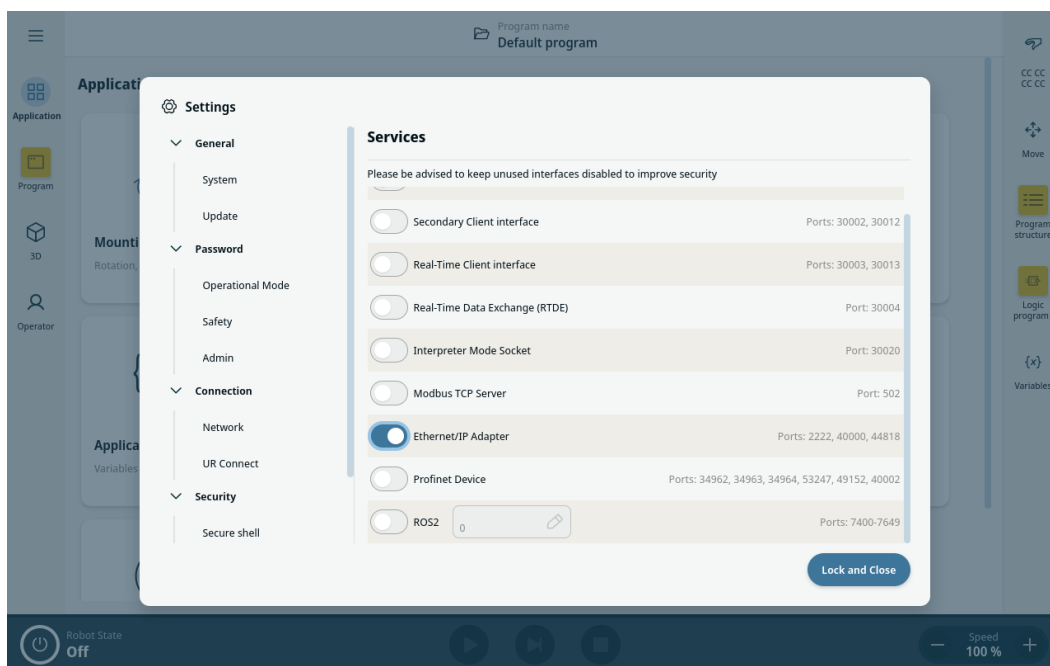 Program name
Default program
Application
Program
3D
Operator
Applicati
Mounti
Rotation,
Applica
Variables
Settings
General
System
Update
Password
Operational Mode
Safety
Admin
Connection
Network
UR Connect
Security
Secure shell
Services
Please be advised to keep unused interfaces disabled to improve security
Secondary Client interface Ports: 30002, 30012
Real-Time Client interface Ports: 30003, 30013
Real-Time Data Exchange (RTDE) Port: 30004
Interpreter Mode Socket Port: 30020
Modbus TCP Server Port: 502
Ethernet/IP Adapter Ports: 2222, 40000, 44818
Profinet Device Ports: 34962, 34963, 34964, 53247, 49152, 40002
ROS2 0 Ports: 7400-7649
Lock and Close
CC CC
CC CC
Move
Program
structure
Logic
program
{x}
Variables
Robot State
Off
Speed
100 %